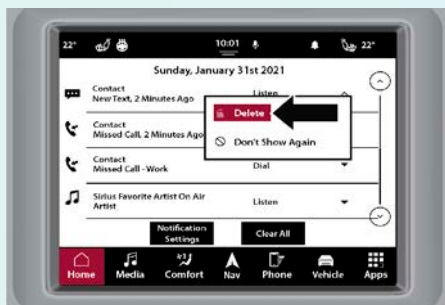 22° 10:01 22°
Sunday, January 31st 2021
Contact
New Text, 2 Minutes Ago
Listen
Delete
Don't Show Again
Contact
Missed Call, 2 Minutes Ago
Contact
Missed Call - Work
Dial
Sirius Favorite Artist On Air
Artist
Listen
Notification
Settings
Clear All
Home Media Comfort Nav Phone Vehicle Apps